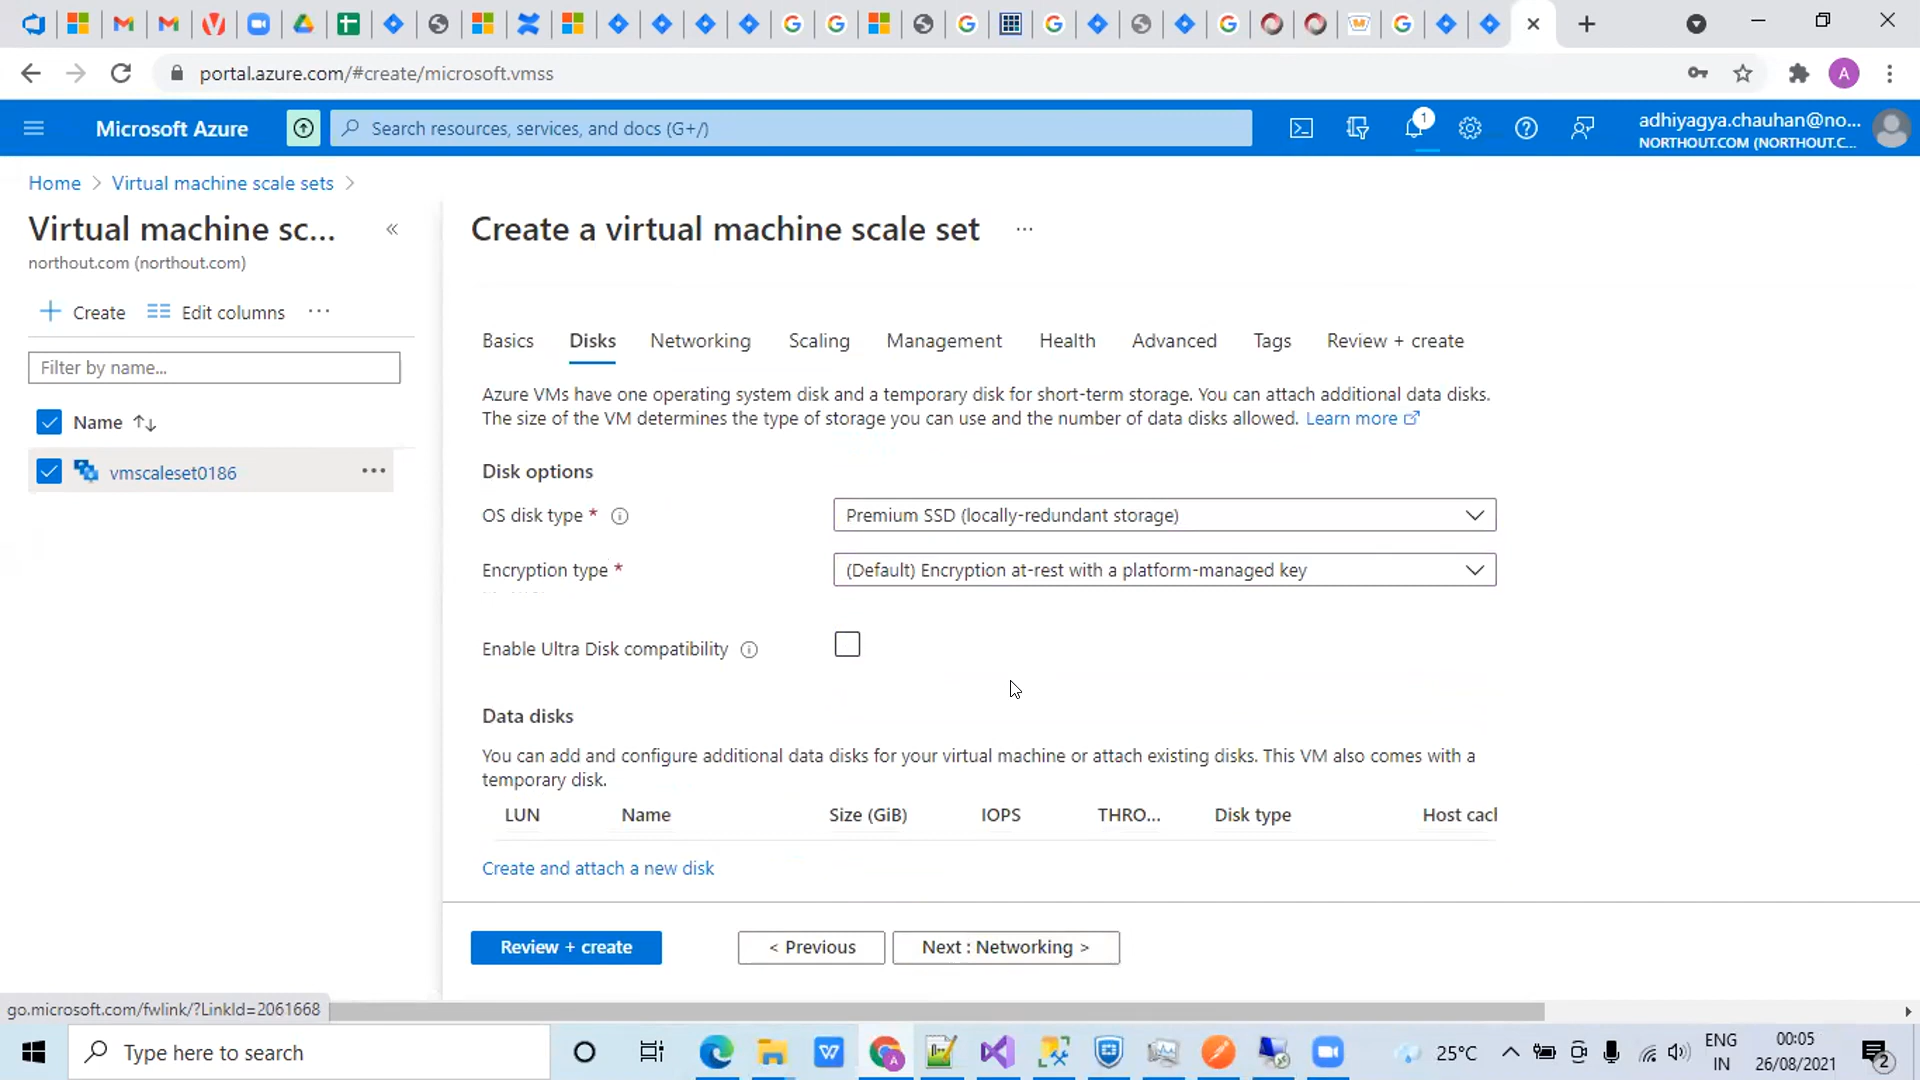 portal.azure.com/#create/microsoft.vmss
A
Microsoft Azure
Search resources, services, and docs (G+/)
1
adhiyagya.chauhan@no...
NORTHOUT.COM (NORTHOUT.C...
Home > Virtual machine scale sets >
Virtual machine sc...
northout.com (northout.com)
+ Create
Edit columns
Filter by name...
Name
vmscaleset0186
Create a virtual machine scale set
Basics
Disks
Networking
Scaling
Management
Health
Advanced
Tags
Review + create
Azure VMs have one operating system disk and a temporary disk for short-term storage. You can attach additional data disks.
The size of the VM determines the type of storage you can use and the number of data disks allowed. Learn more
Disk options
OS disk type *
Premium SSD (locally-redundant storage)
Encryption type *
(Default) Encryption at-rest with a platform-managed key
Enable Ultra Disk compatibility
Data disks
You can add and configure additional data disks for your virtual machine or attach existing disks. This VM also comes with a
temporary disk.
LUN
Name
Size (GiB)
IOPS
THRO...
Disk type
Host cacl
Create and attach a new disk
Review + create
< Previous
Next : Networking >
go.microsoft.com/fwlink/?LinkId=2061668
Type here to search
25°C
ENG
IN
00:05
26/08/2021
2